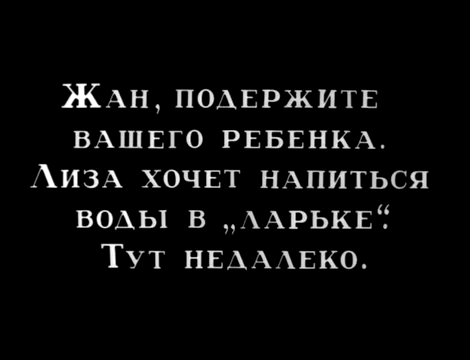 Жан, подержите
вашего ребенка.
Лиза хочет напиться
воды в „ларьке“.
Тут недалеко.